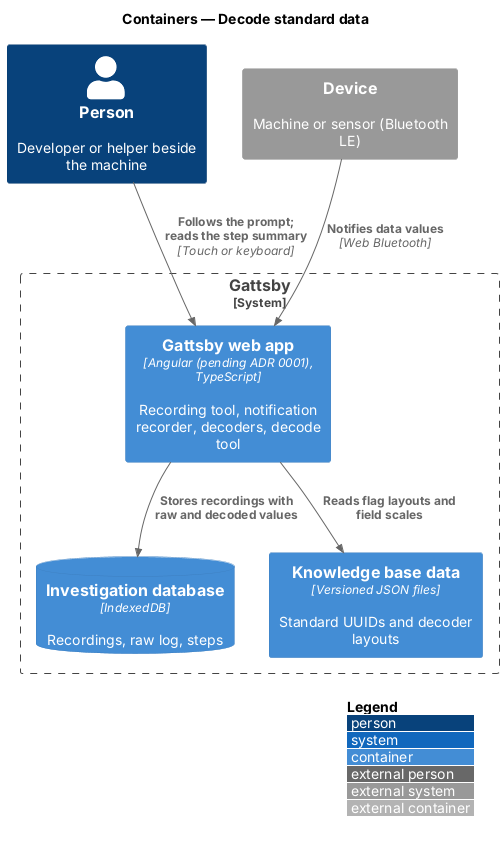 Containers — Decode standard data
Person
Developer or helper beside
the machine
Device
Machine or sensor (Bluetooth
LE)
Follows the prompt;
reads the step summary
[Touch or keyboard]
Notifies data values
[Web Bluetooth]
Gattsby
[System]
Gattsby web app
[Angular (pending ADR 0001),
TypeScript]
Recording tool, notification
recorder, decoders, decode
tool
Stores recordings with
raw and decoded values
Reads flag layouts and
field scales
Investigation database
[IndexedDB]
Recordings, raw log, steps
Knowledge base data
[Versioned JSON files]
Standard UUIDs and decoder
layouts
Legend
person
system
container
external person
external system
external container